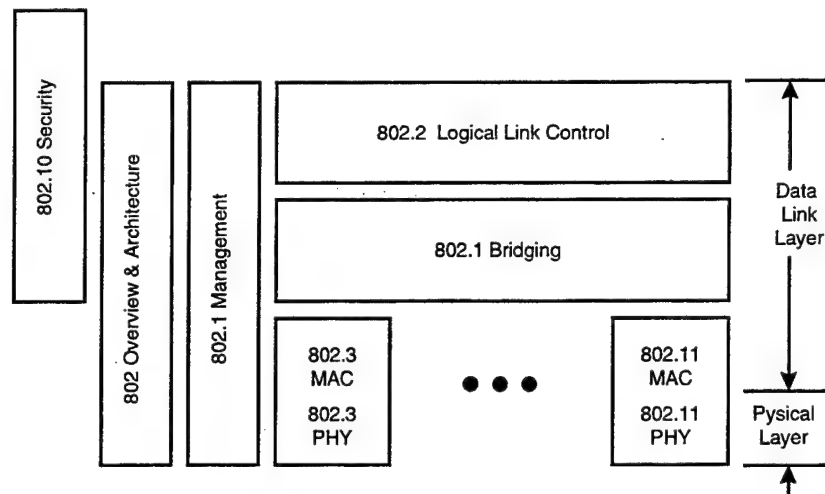 802.10 Security
802 Overview & Architecture
802.1 Management
802.2 Logical Link Control
802.1 Bridging
802.3
MAC
802.3
PHY
802.11
MAC
802.11
PHY
Data
Link
Layer
Pysical
Layer